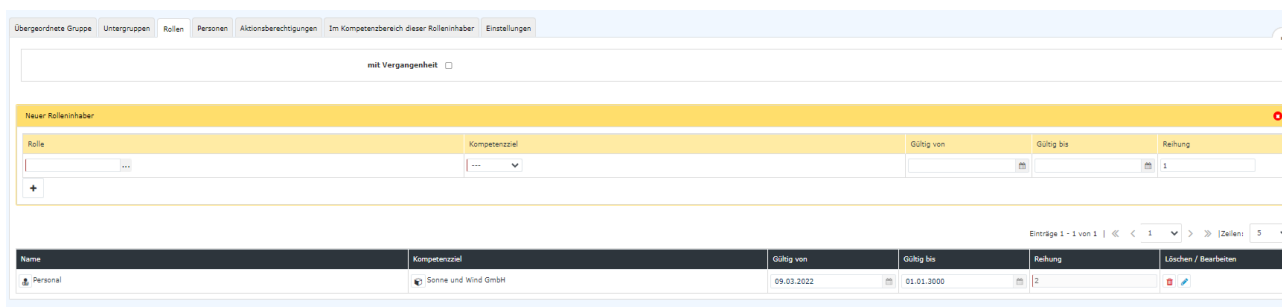 Übergeordnete Gruppe Untergruppen Rollen Personen Aktionsberechtigungen Im Kompetenzbereich dieser Rolleninhaber Einstellungen
mit Vergangenheit
Neuer Rolleninhaber
Rolle Kompetenzziel Gültig von Gültig bis Reihung
... --- 1
+
Einträge 1 - 1 von 1 | « < 1 > » |Zeilen: 5
Name Kompetenzziel Gültig von Gültig bis Reihung Löschen / Bearbeiten
Personal Sonne und Wind GmbH 09.03.2022 01.01.3000 2